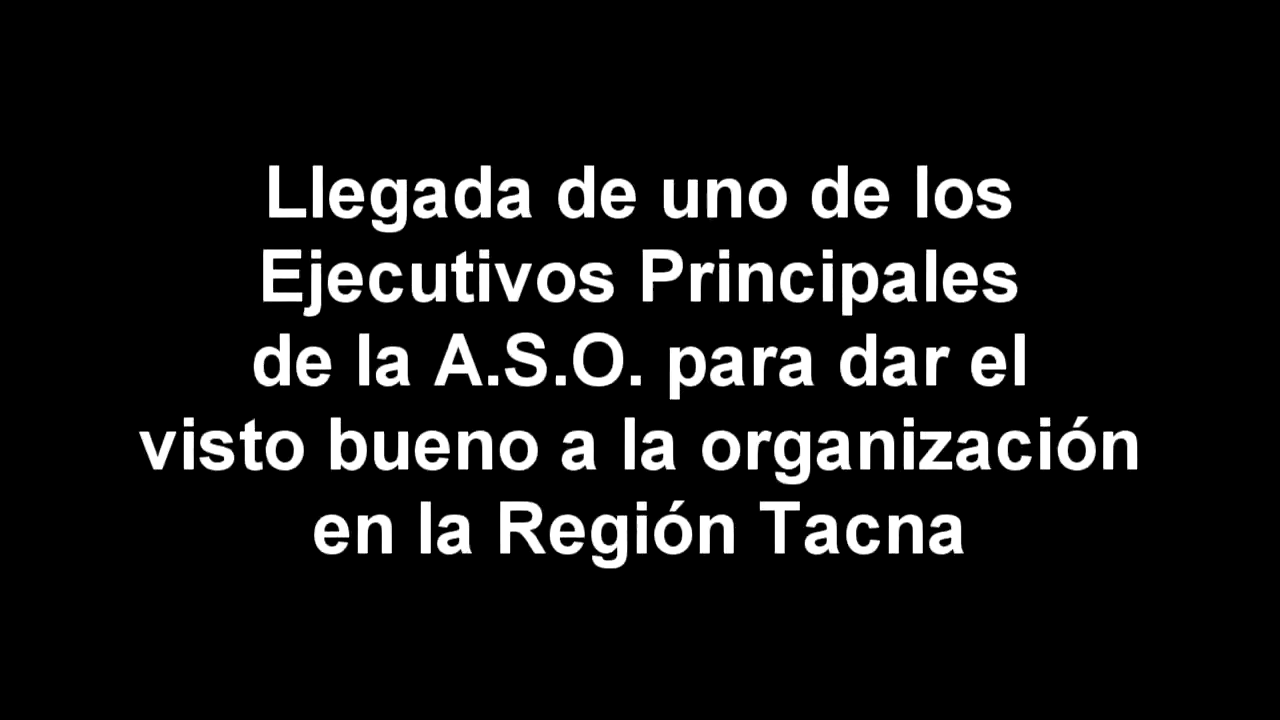 Llegada de uno de los
Ejecutivos Principales
de la A.S.O. para dar el
visto bueno a la organización
en la Región Tacna